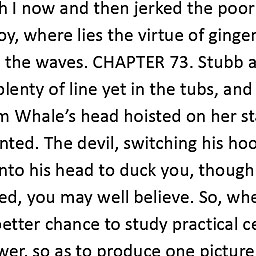 h I now and then jerked the poor
oy, where lies the virtue of ginger
the waves. CHAPTER 73. Stubb a
plenty of line yet in the tubs, and
m Whale’s head hoisted on her st
nted. The devil, switching his hoo
nto his head to duck you, though
ed, you may well believe. So, whe
better chance to study practical ce
wer, so as to produce one picture